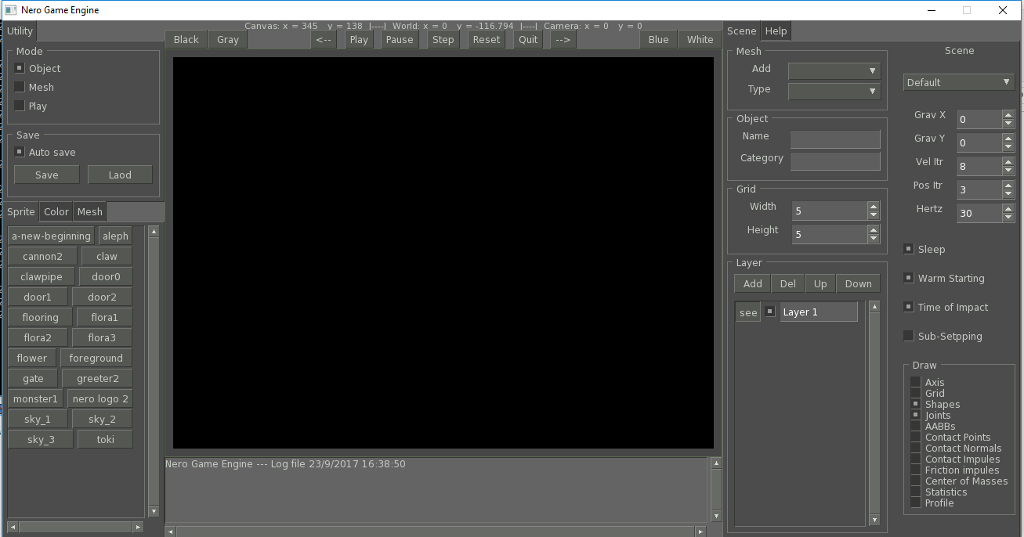 Nero Game Engine
Canvas: x = 345 y = 138 |----| World: x = 0 y = -116.794 |----| Camera: x = 0 y = 0
Utility
Black Gray <-- Play Pause Step Reset Quit --> Blue White
Scene Help
Mode
Object
Mesh
Play
Save
Auto save
Save Laod
Sprite Color Mesh
a-new-beginning aleph
cannon2 claw
clawpipe door0
door1 door2
flooring flora1
flora2 flora3
flower foreground
gate greeter2
monster1 nero logo 2
sky_1 sky_2
sky_3 toki
Nero Game Engine --- Log file 23/9/2017 16:38:50
Mesh
Add
Type
Object
Name
Category
Grid
Width 5
Height 5
Layer
Add Del Up Down
see Layer 1
Scene
Default
Grav X 0
Grav Y 0
Vel Itr 8
Pos Itr 3
Hertz 30
Sleep
Warm Starting
Time of Impact
Sub-Setpping
Draw
Axis
Grid
Shapes
Joints
AABBs
Contact Points
Contact Normals
Contact Impules
Friction impules
Center of Masses
Statistics
Profile